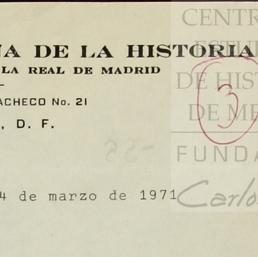 NA DE LA HISTORIA
LA REAL DE MADRID
ACHECO No. 21
, D. F.
4 de marzo de 1971
3
CENTR
ESTU
DE HIS
DE ME
FUNDA
Carlos